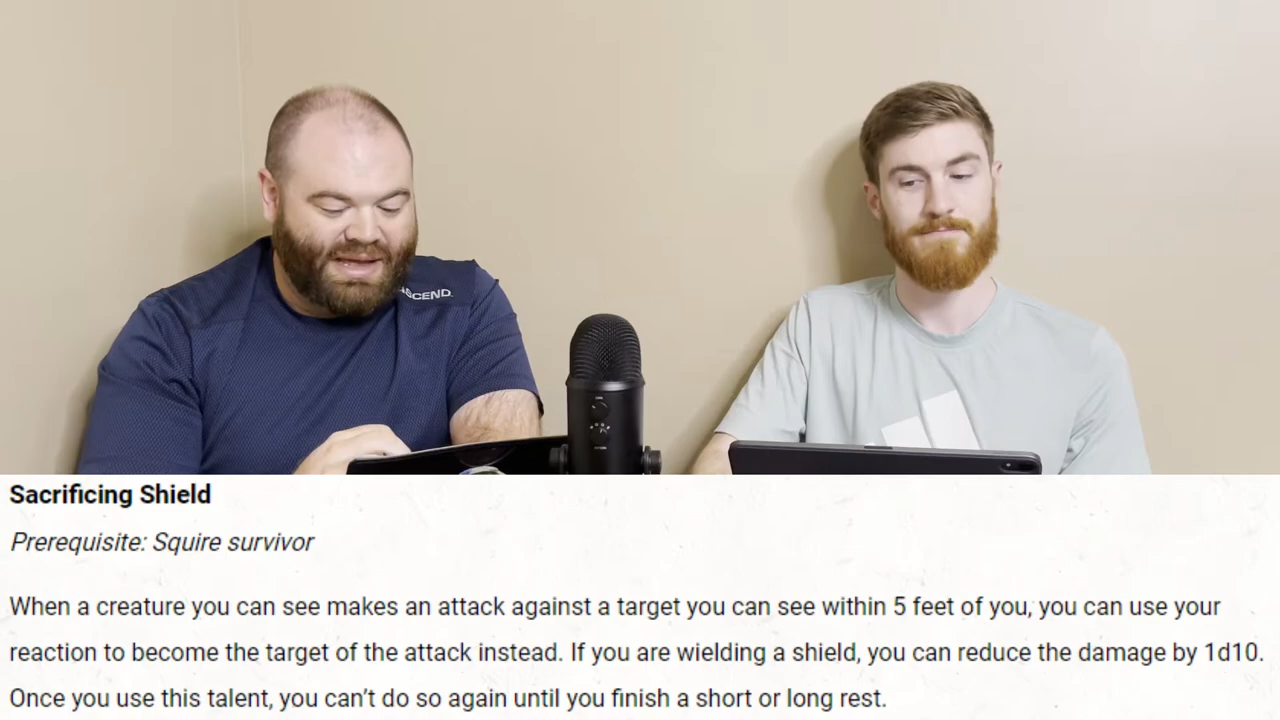 ASCEND.
Sacrificing Shield
Prerequisite: Squire survivor
When a creature you can see makes an attack against a target you can see within 5 feet of you, you can use your
reaction to become the target of the attack instead. If you are wielding a shield, you can reduce the damage by 1d10.
Once you use this talent, you can’t do so again until you finish a short or long rest.